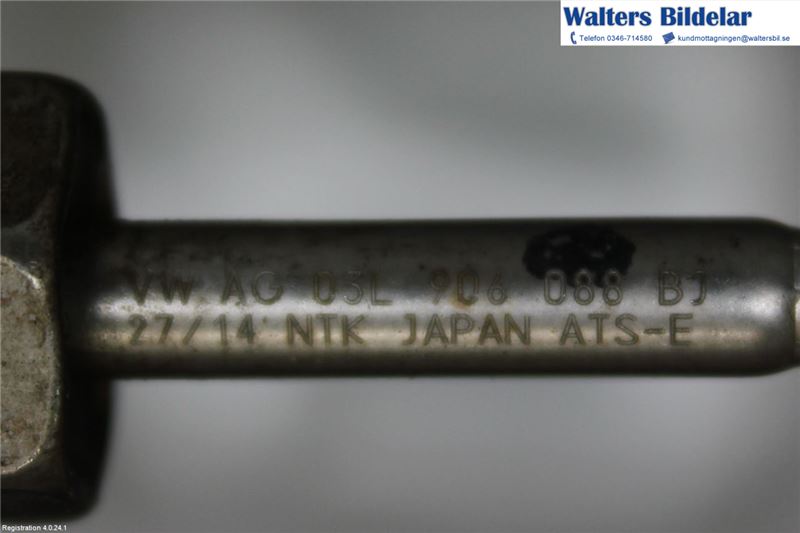 Walters Bildelar
Telefon 0346-714580 kundmottagningen@waltersbil.se
VW AG 03L 906 088 BJ
27/14 NTK JAPAN ATS-E
Registration 4.0.24.1